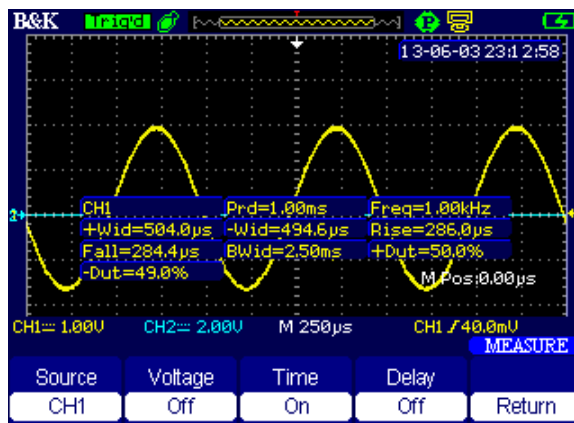 B&K Trig'd P
13-06-03 23:12:58
CH1 Prd=1.00ms Freq=1.00kHz
+Wid=504.0µs -Wid=494.6µs Rise=286.0µs
Fall=284.4µs BWid=2.50ms +Dut=50.0%
-Dut=49.0%
M Pos:0.00µs
CH1 1.00V CH2 2.00V M 250µs CH1 40.0mV
MEASURE
Source Voltage Time Delay
CH1 Off On Off Return